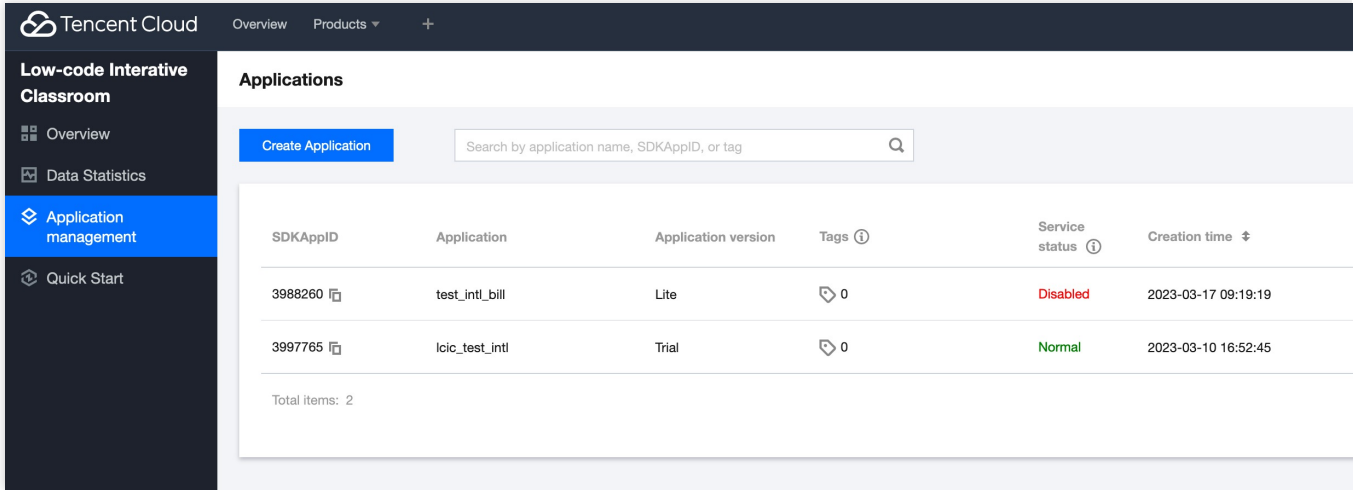 Tencent Cloud Overview Products +
Low-code Interative
Classroom
Overview
Data Statistics
Application
management
Quick Start
Applications
Create Application Search by application name, SDKAppID, or tag
SDKAppID Application Application version Tags Service status Creation time
3988260 test_intl_bill Lite 0 Disabled 2023-03-17 09:19:19
3997765 lcic_test_intl Trial 0 Normal 2023-03-10 16:52:45
Total items: 2